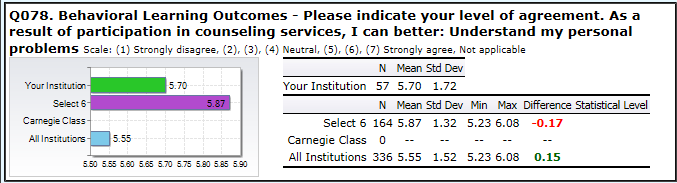 Q078. Behavioral Learning Outcomes - Please indicate your level of agreement. As a
result of participation in counseling services, I can better: Understand my personal
problems Scale: (1) Strongly disagree, (2), (3), (4) Neutral, (5), (6), (7) Strongly agree, Not applicable
Your Institution 5.70
Select 6 5.87
Carnegie Class
All Institutions 5.55
5.50 5.55 5.60 5.65 5.70 5.75 5.80 5.85 5.90
N Mean Std Dev
Your Institution 57 5.70 1.72
N Mean Std Dev Min Max Difference Statistical Level
Select 6 164 5.87 1.32 5.23 6.08 -0.17
Carnegie Class 0 -- -- -- -- --
All Institutions 336 5.55 1.52 5.23 6.08 0.15